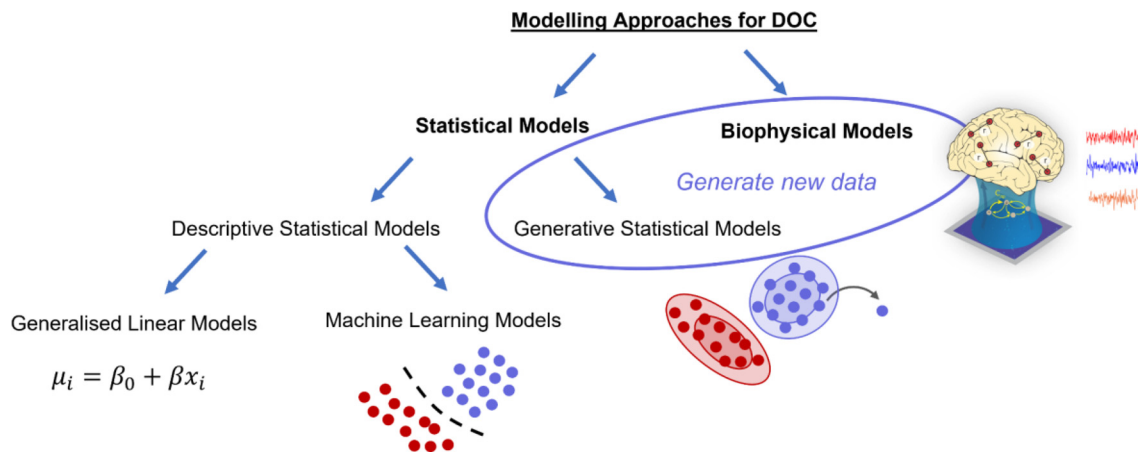 Modelling Approaches for DOC
Statistical Models
Biophysical Models
Generate new data
Descriptive Statistical Models
Generative Statistical Models
Generalised Linear Models
Machine Learning Models
μᵢ = β₀ + βxᵢ